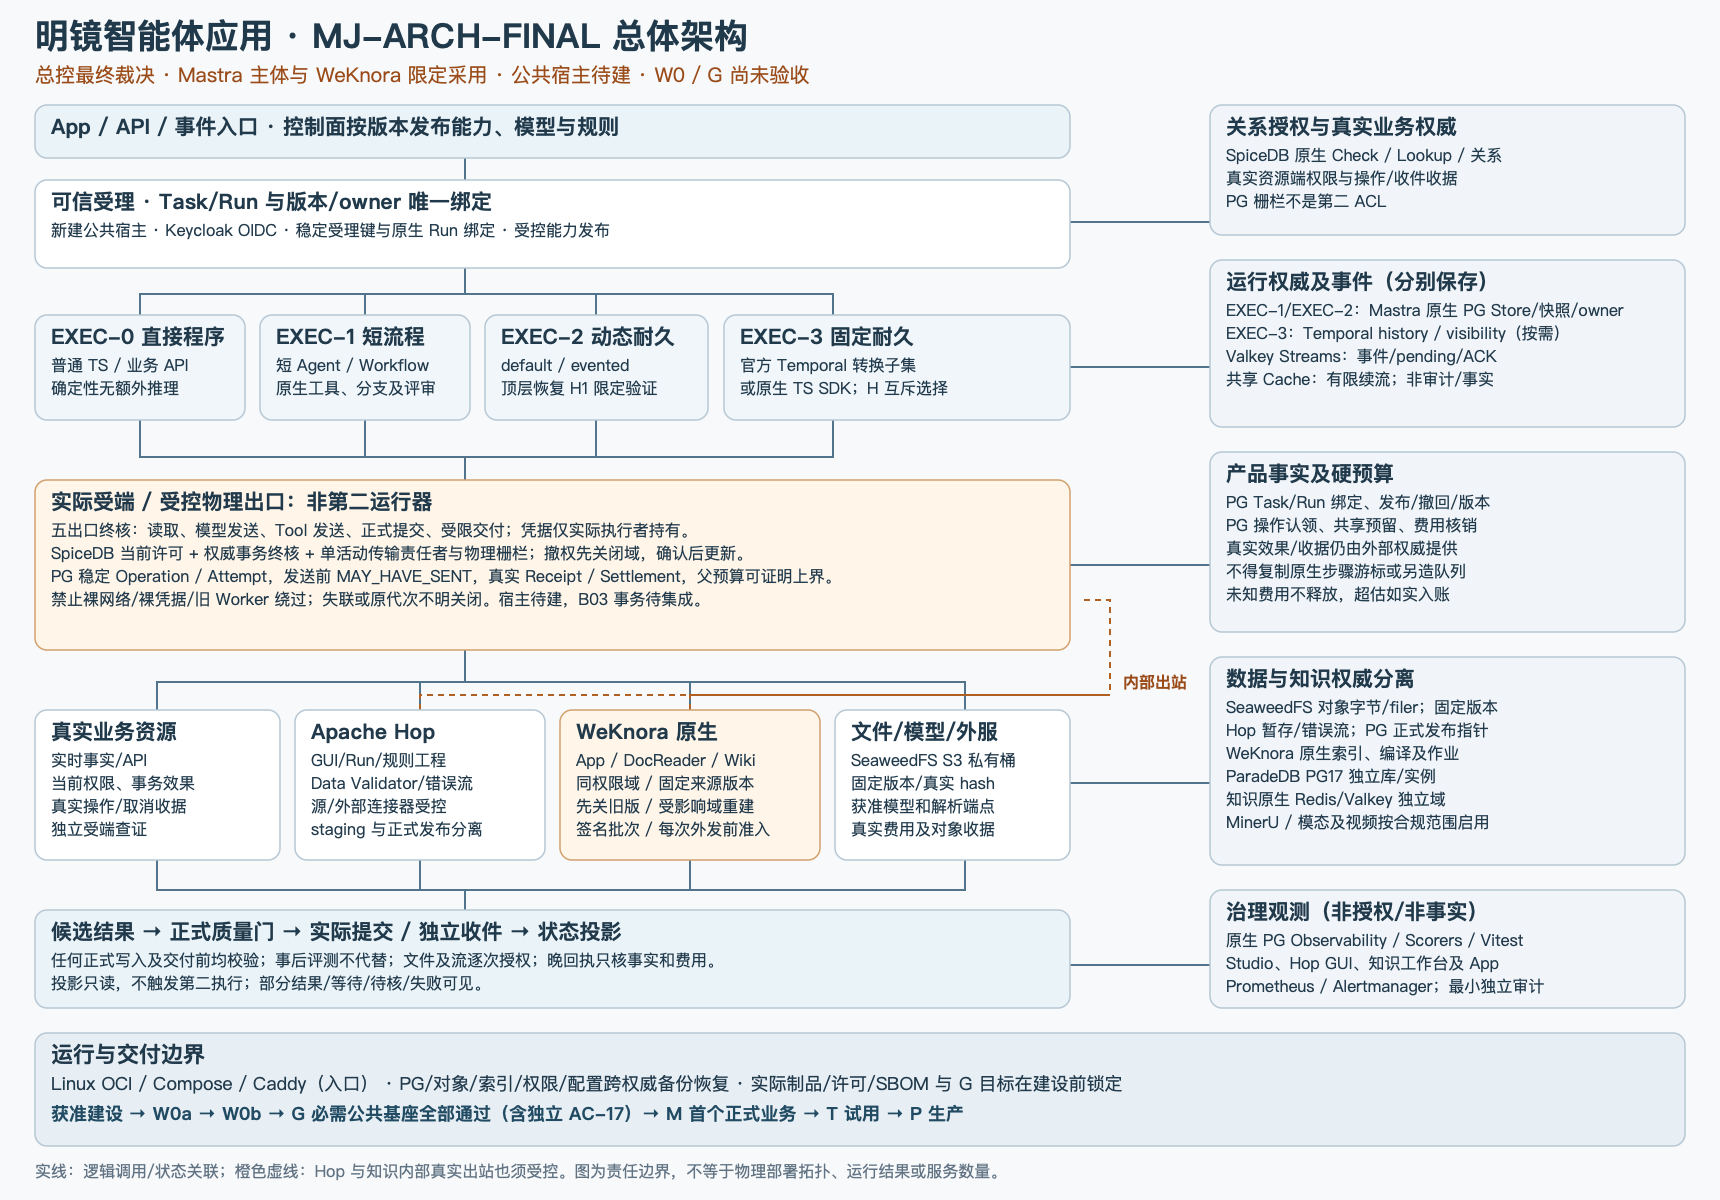 明镜智能体应用 · MJ-ARCH-FINAL 总体架构
总控最终裁决 · Mastra 主体与 WeKnora 限定采用 · 公共宿主待建 · W0 / G 尚未验收
App / API / 事件入口 · 控制面按版本发布能力、模型与规则
可信受理 · Task/Run 与版本/owner 唯一绑定
新建公共宿主 · Keycloak OIDC · 稳定受理键与原生 Run 绑定 · 受控能力发布
EXEC-0 直接程序
普通 TS / 业务 API
确定性无额外推理
EXEC-1 短流程
短 Agent / Workflow
原生工具、分支及评审
EXEC-2 动态耐久
default / evented
顶层恢复 H1 限定验证
EXEC-3 固定耐久
官方 Temporal 转换子集
或原生 TS SDK；H 互斥选择
实际受端 / 受控物理出口：非第二运行器
五出口终核：读取、模型发送、Tool 发送、正式提交、受限交付；凭据仅实际执行者持有。
SpiceDB 当前许可 + 权威事务终核 + 单活动传输责任者与物理栅栏；撤权先关闭域，确认后更新。
PG 稳定 Operation / Attempt，发送前 MAY_HAVE_SENT，真实 Receipt / Settlement，父预算可证明上界。
禁止裸网络/裸凭据/旧 Worker 绕过；失联或原代次不明关闭。宿主待建，B03 事务待集成。
内部出站
真实业务资源
实时事实/API
当前权限、事务效果
真实操作/取消收据
独立受端查证
Apache Hop
GUI/Run/规则工程
Data Validator/错误流
源/外部连接器受控
staging 与正式发布分离
WeKnora 原生
App / DocReader / Wiki
同权限域 / 固定来源版本
先关旧版 / 受影响域重建
签名批次 / 每次外发前准入
文件/模型/外服
SeaweedFS S3 私有桶
固定版本/真实 hash
获准模型和解析端点
真实费用及对象收据
候选结果 → 正式质量门 → 实际提交 / 独立收件 → 状态投影
任何正式写入及交付前均校验；事后评测不代替；文件及流逐次授权；晚回执只核事实和费用。
投影只读，不触发第二执行；部分结果/等待/待核/失败可见。
关系授权与真实业务权威
SpiceDB 原生 Check / Lookup / 关系
真实资源端权限与操作/收件收据
PG 栅栏不是第二 ACL
运行权威及事件（分别保存）
EXEC-1/EXEC-2：Mastra 原生 PG Store/快照/owner
EXEC-3：Temporal history / visibility（按需）
Valkey Streams：事件/pending/ACK
共享 Cache：有限续流；非审计/事实
产品事实及硬预算
PG Task/Run 绑定、发布/撤回/版本
PG 操作认领、共享预留、费用核销
真实效果/收据仍由外部权威提供
不得复制原生步骤游标或另造队列
未知费用不释放，超估如实入账
数据与知识权威分离
SeaweedFS 对象字节/filer；固定版本
Hop 暂存/错误流；PG 正式发布指针
WeKnora 原生索引、编译及作业
ParadeDB PG17 独立库/实例
知识原生 Redis/Valkey 独立域
MinerU / 模态及视频按合规范围启用
治理观测（非授权/非事实）
原生 PG Observability / Scorers / Vitest
Studio、Hop GUI、知识工作台及 App
Prometheus / Alertmanager；最小独立审计
运行与交付边界
Linux OCI / Compose / Caddy（入口） · PG/对象/索引/权限/配置跨权威备份恢复 · 实际制品/许可/SBOM 与 G 目标在建设前锁定
获准建设 → W0a → W0b → G 必需公共基座全部通过（含独立 AC-17）→ M 首个正式业务 → T 试用 → P 生产
实线：逻辑调用/状态关联；橙色虚线：Hop 与知识内部真实出站也须受控。图为责任边界，不等于物理部署拓扑、运行结果或服务数量。